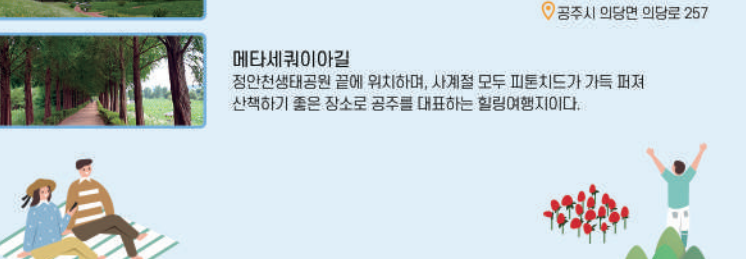 공주시 의당면 의당로 257
메타세쿼이아길
정안천생태공원 끝에 위치하며, 사계절 모두 피톤치드가 가득 퍼져
산책하기 좋은 장소로 공주를 대표하는 힐링여행지이다.